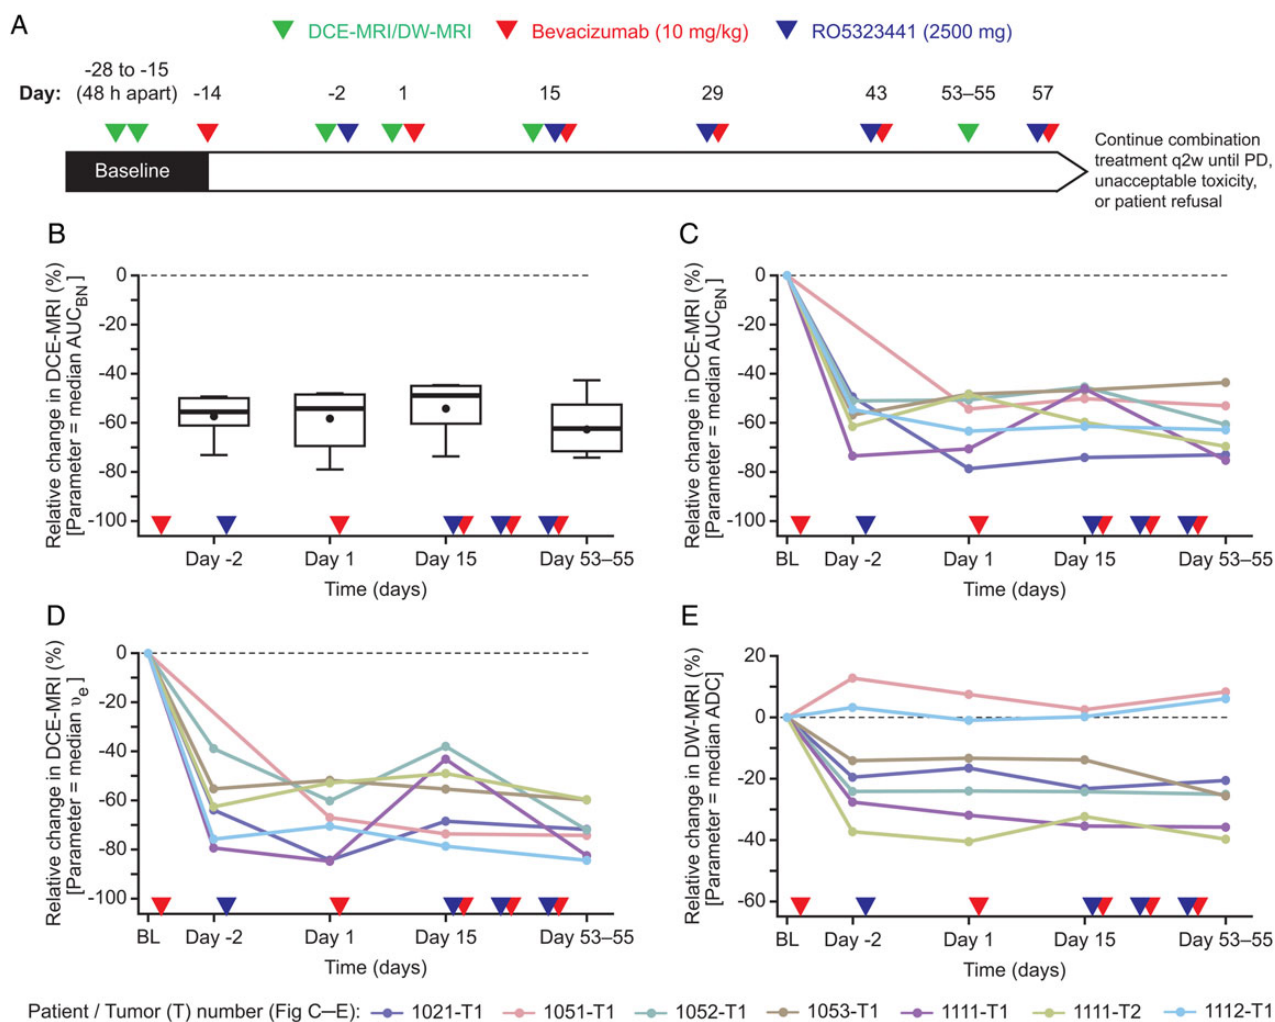 A
DCE-MRI/DW-MRI
Bevacizumab (10 mg/kg)
RO5323441 (2500 mg)
-28 to -15
Day: (48 h apart) -14 -2 1 15 29 43 53–55 57
Baseline
Continue combination
treatment q2w until PD,
unacceptable toxicity,
or patient refusal
B
Relative change in DCE-MRI (%)
[Parameter = median AUC_BN]
0
-20
-40
-60
-80
-100
Day -2 Day 1 Day 15 Day 53–55
Time (days)
C
Relative change in DCE-MRI (%)
[Parameter = median AUC_BN]
0
-20
-40
-60
-80
-100
BL Day -2 Day 1 Day 15 Day 53–55
Time (days)
D
Relative change in DCE-MRI (%)
[Parameter = median υ_e]
0
-20
-40
-60
-80
-100
BL Day -2 Day 1 Day 15 Day 53–55
Time (days)
E
Relative change in DW-MRI (%)
[Parameter = median ADC]
20
0
-20
-40
-60
BL Day -2 Day 1 Day 15 Day 53–55
Time (days)
Patient / Tumor (T) number (Fig C–E): 1021-T1 1051-T1 1052-T1 1053-T1 1111-T1 1111-T2 1112-T1